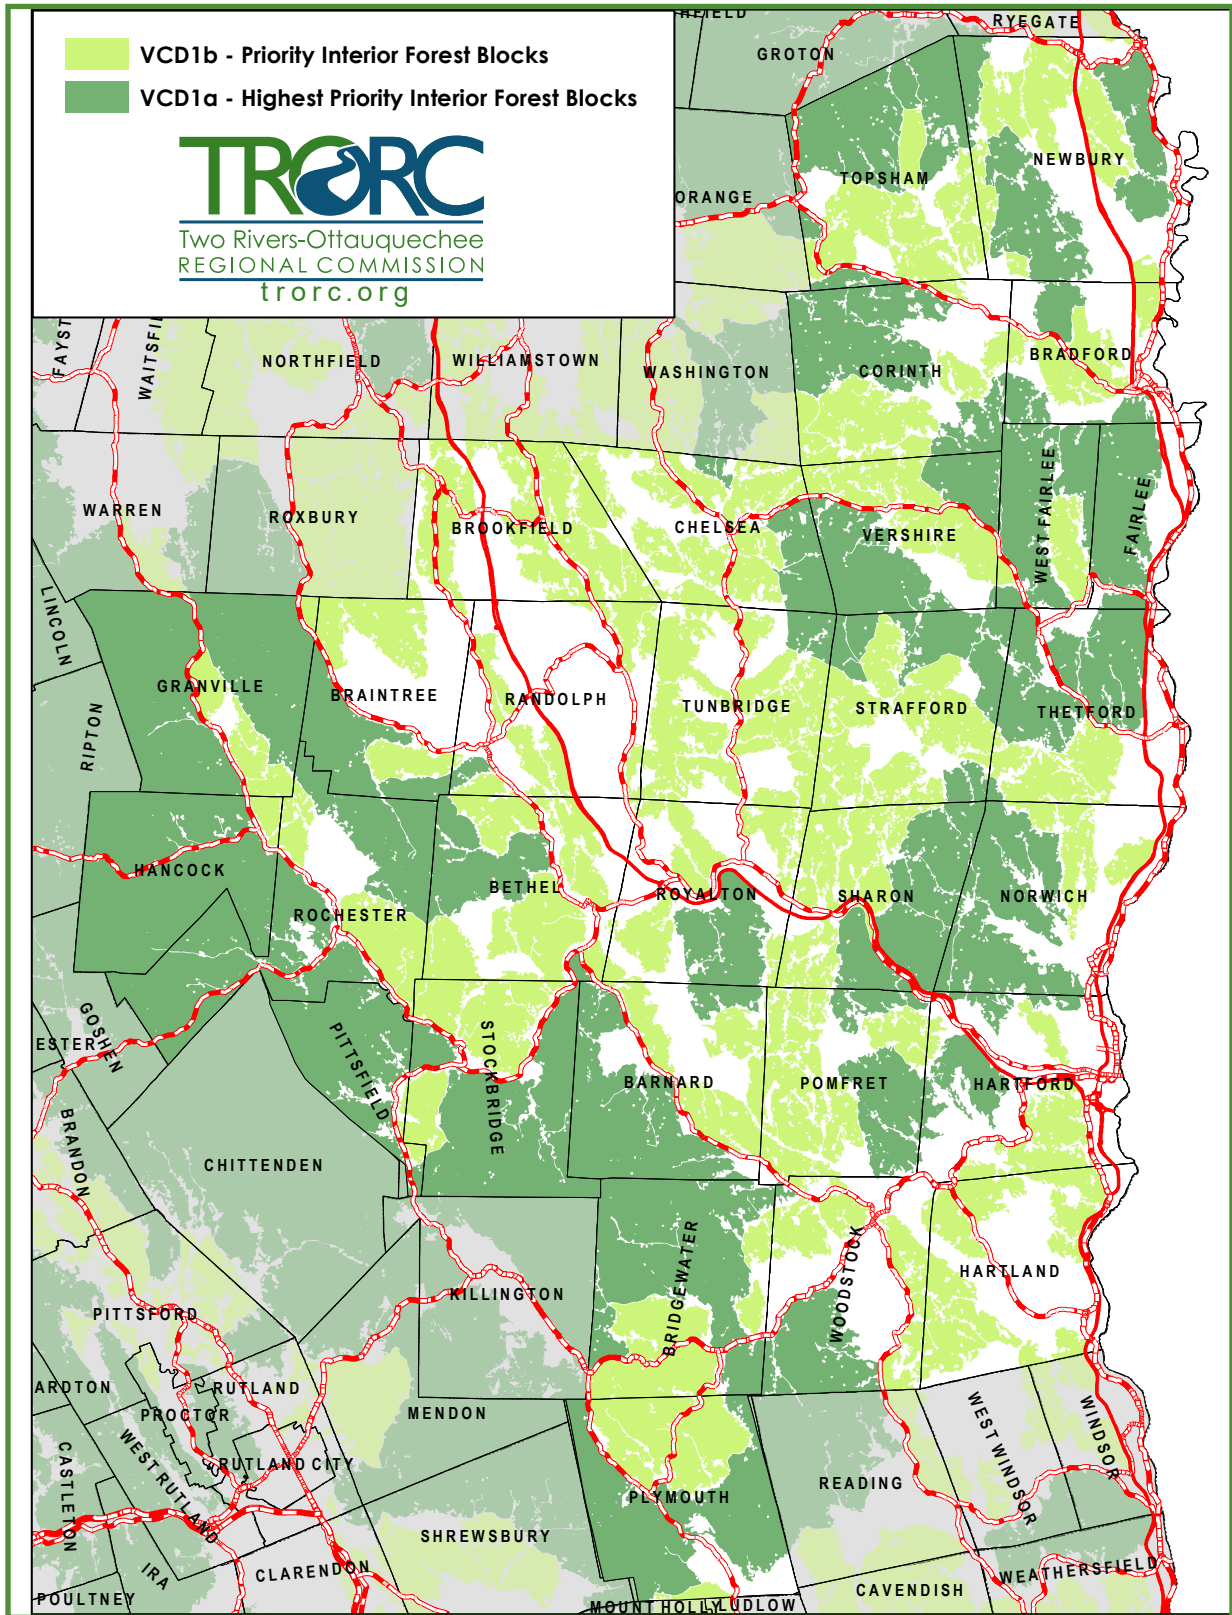 VCD1b - Priority Interior Forest Blocks
VCD1a - Highest Priority Interior Forest Blocks
TRORC
Two Rivers-Ottauquechee
REGIONAL COMMISSION
trorc.org
RYEGATE
GROTON
NEWBURY
TOPSHAM
ORANGE
BRADFORD
NORTHFIELD
WILLIAMSTOWN
WASHINGTON
CORINTH
WARREN
ROXBURY
BROOKFIELD
CHELSEA
VERSHIRE
WEST FAIRLEE
FAIRLEE
LINCOLN
GRANVILLE
BRAINTREE
RANDOLPH
TUNBRIDGE
STRAFFORD
THETFORD
RIPTON
HANCOCK
ROCHESTER
BETHEL
ROYALTON
SHARON
NORWICH
GOSHEN
ESTER
PITTSFIELD
STOCKBRIDGE
BARNARD
POMFRET
HARTFORD
BRANDON
CHITTENDEN
BRIDGEWATER
WOODSTOCK
HARTLAND
KILLINGTON
PITTSFORD
ARDTON
RUTLAND
PROCTOR
MENDON
WEST RUTLAND
RUTLAND CITY
CASTLETON
PLYMOUTH
READING
WEST WINDSOR
WINDSOR
SHREWSBURY
IRA
CLARENDON
WEATHERSFIELD
CAVENDISH
POULTNEY
MOUNT HOLLY
LUDLOW